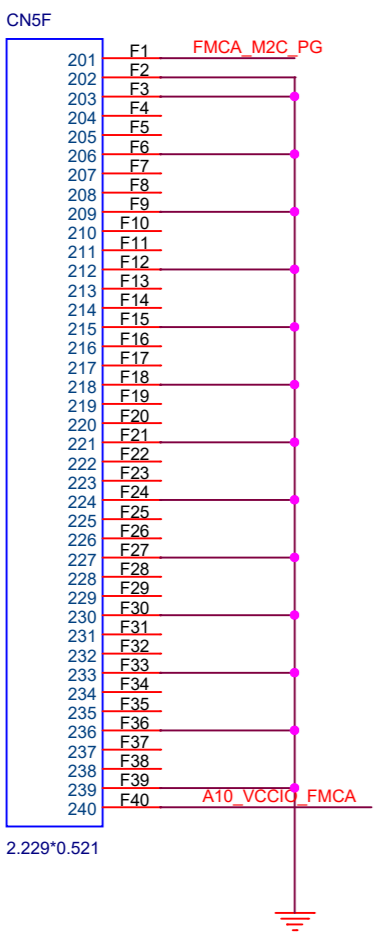 CN5F
201 F1 FMCA_M2C_PG
202 F2
203 F3
204 F4
205 F5
206 F6
207 F7
208 F8
209 F9
210 F10
211 F11
212 F12
213 F13
214 F14
215 F15
216 F16
217 F17
218 F18
219 F19
220 F20
221 F21
222 F22
223 F23
224 F24
225 F25
226 F26
227 F27
228 F28
229 F29
230 F30
231 F31
232 F32
233 F33
234 F34
235 F35
236 F36
237 F37
238 F38
239 F39
240 F40 A10_VCCIO_FMCA
2.229*0.521